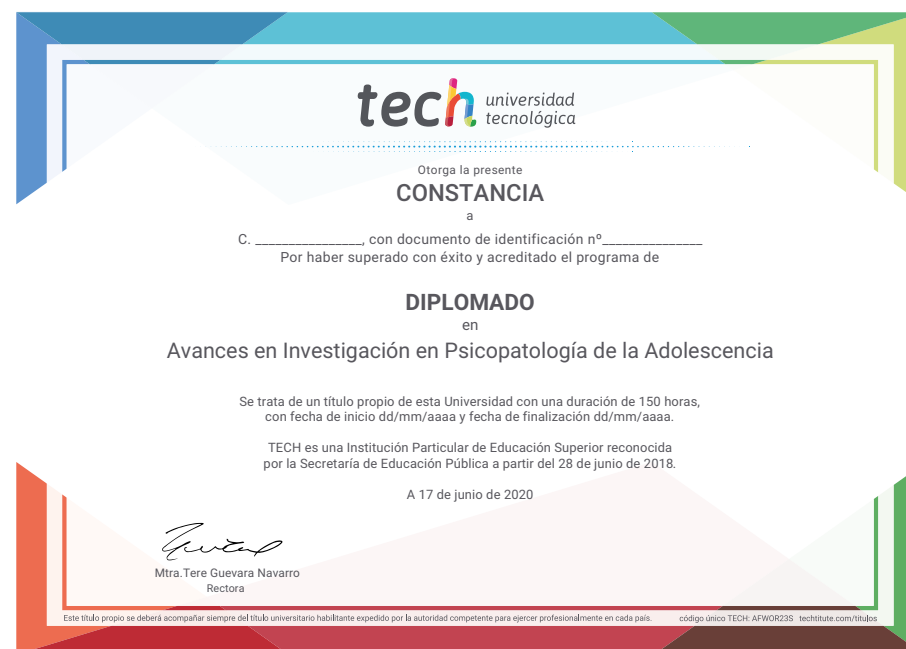 tech universidad
tecnológica
Otorga la presente
CONSTANCIA
a
C. ________________, con documento de identificación nº_______________
Por haber superado con éxito y acreditado el programa de
DIPLOMADO
en
Avances en Investigación en Psicopatología de la Adolescencia
Se trata de un título propio de esta Universidad con una duración de 150 horas,
con fecha de inicio dd/mm/aaaa y fecha de finalización dd/mm/aaaa.
TECH es una Institución Particular de Educación Superior reconocida
por la Secretaría de Educación Pública a partir del 28 de junio de 2018.
A 17 de junio de 2020
Mtra.Tere Guevara Navarro
Rectora
Este título propio se deberá acompañar siempre del título universitario habilitante expedido por la autoridad competente para ejercer profesionalmente en cada país. código único TECH: AFWOR23S techtitute.com/titulos